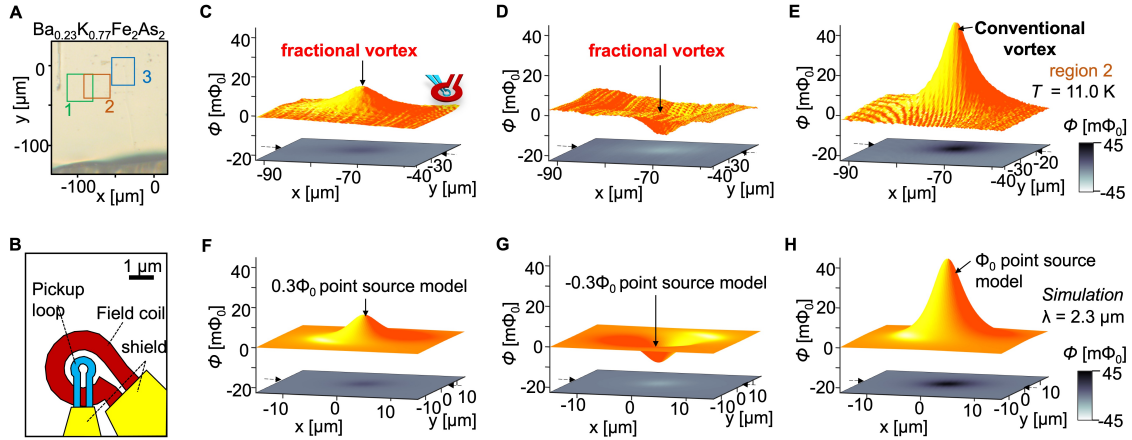 A
Ba0.23K0.77Fe2As2
0
-100
y [µm]
1
2
3
-100
0
x [µm]
B
1 µm
Pickup
loop
Field coil
shield
C
40
20
0
-20
Φ [mΦ0]
fractional vortex
-90
-70
-40
x [µm]
-30
y [µm]
D
40
20
0
-20
Φ [mΦ0]
fractional vortex
-90
-70
-40
x [µm]
-30
y [µm]
E
40
20
0
-20
Φ [mΦ0]
Conventional
vortex
region 2
T = 11.0 K
Φ [mΦ0]
45
-45
-90
-70
-40
x [µm]
-30
-20
y [µm]
F
40
20
0
-20
Φ [mΦ0]
0.3Φ0 point source model
-10
0
10
x [µm]
-10
0
10
y [µm]
G
40
20
0
-20
Φ [mΦ0]
-0.3Φ0 point source model
-10
0
10
x [µm]
-10
0
10
y [µm]
H
40
20
0
-20
Φ [mΦ0]
Φ0 point source
model
Simulation
λ = 2.3 µm
Φ [mΦ0]
45
-45
-10
0
10
x [µm]
-10
0
10
y [µm]